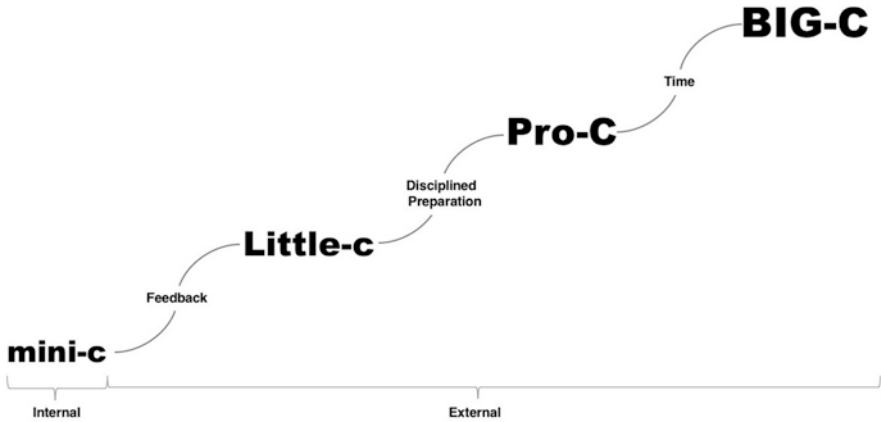 BIG-C
Time
Pro-C
Disciplined
Preparation
Little-c
Feedback
mini-c
Internal
External